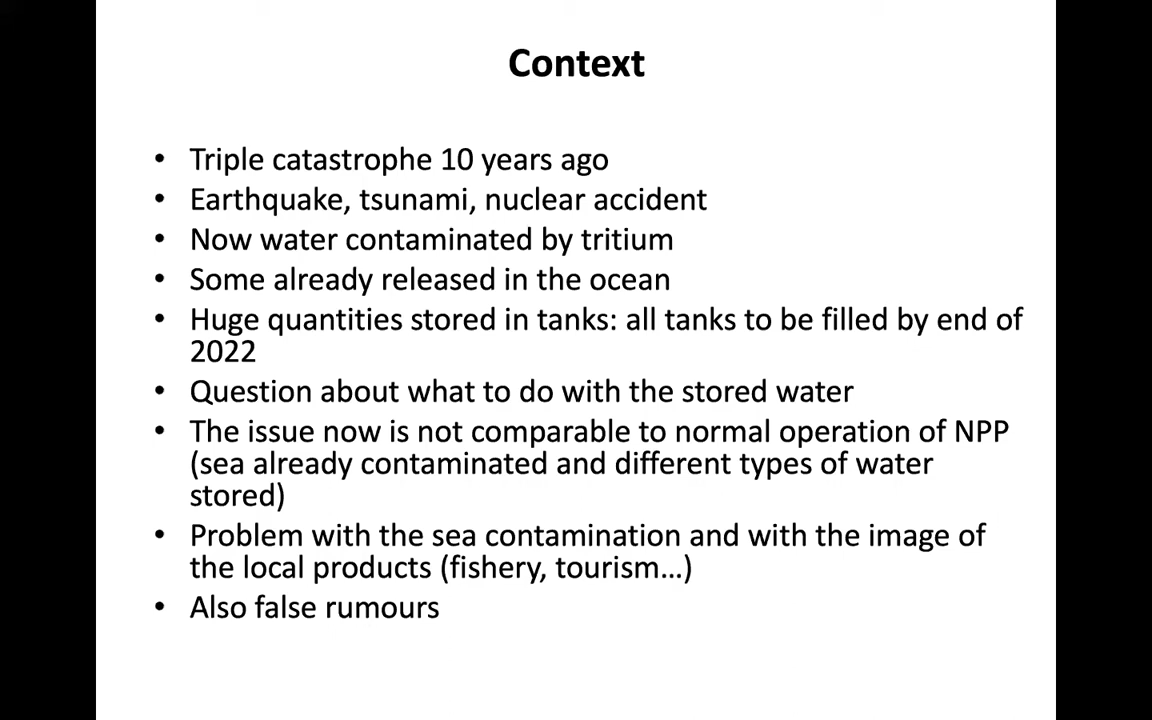 Context
• Triple catastrophe 10 years ago
• Earthquake, tsunami, nuclear accident
• Now water contaminated by tritium
• Some already released in the ocean
• Huge quantities stored in tanks: all tanks to be filled by end of
2022
• Question about what to do with the stored water
• The issue now is not comparable to normal operation of NPP
(sea already contaminated and different types of water
stored)
• Problem with the sea contamination and with the image of
the local products (fishery, tourism…)
• Also false rumours